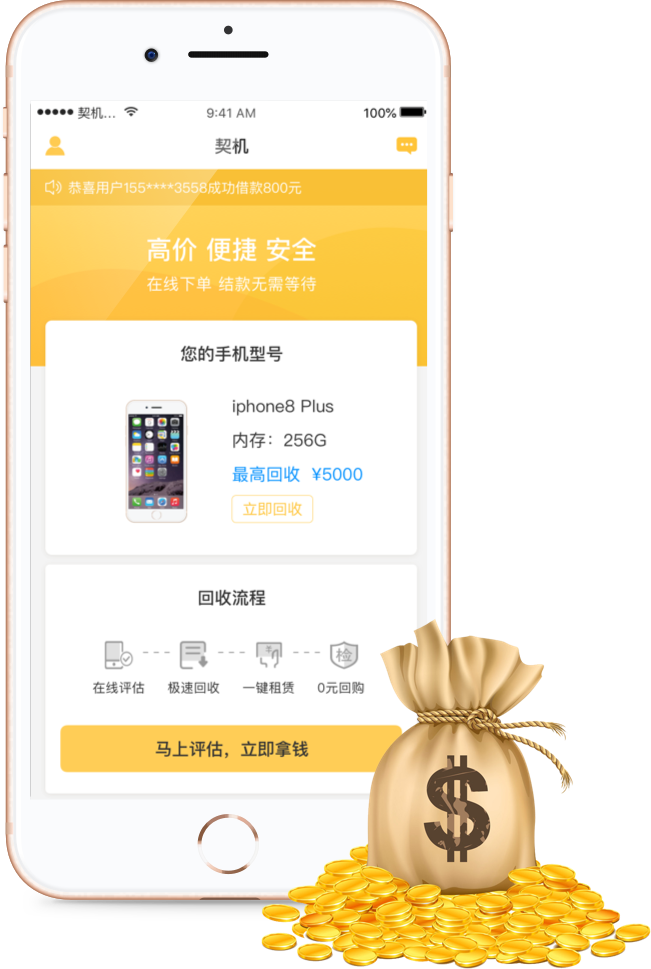 契机... 9:41 AM 100%
契机
恭喜用户155****3558成功借款800元
高价 便捷 安全
在线下单 结款无需等待
您的手机型号
iphone8 Plus
内存：256G
最高回收 ¥5000
立即回收
回收流程
检
在线评估 极速回收 一键租赁 0元回购
马上评估，立即拿钱
$